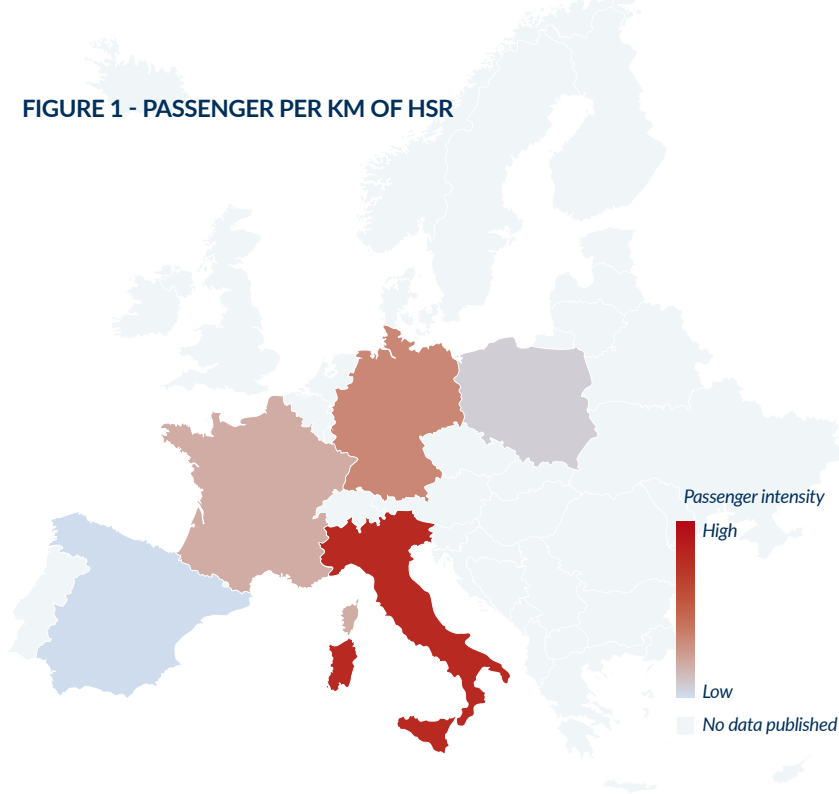 FIGURE 1 - PASSENGER PER KM OF HSR
Passenger intensity
High
Low
No data published